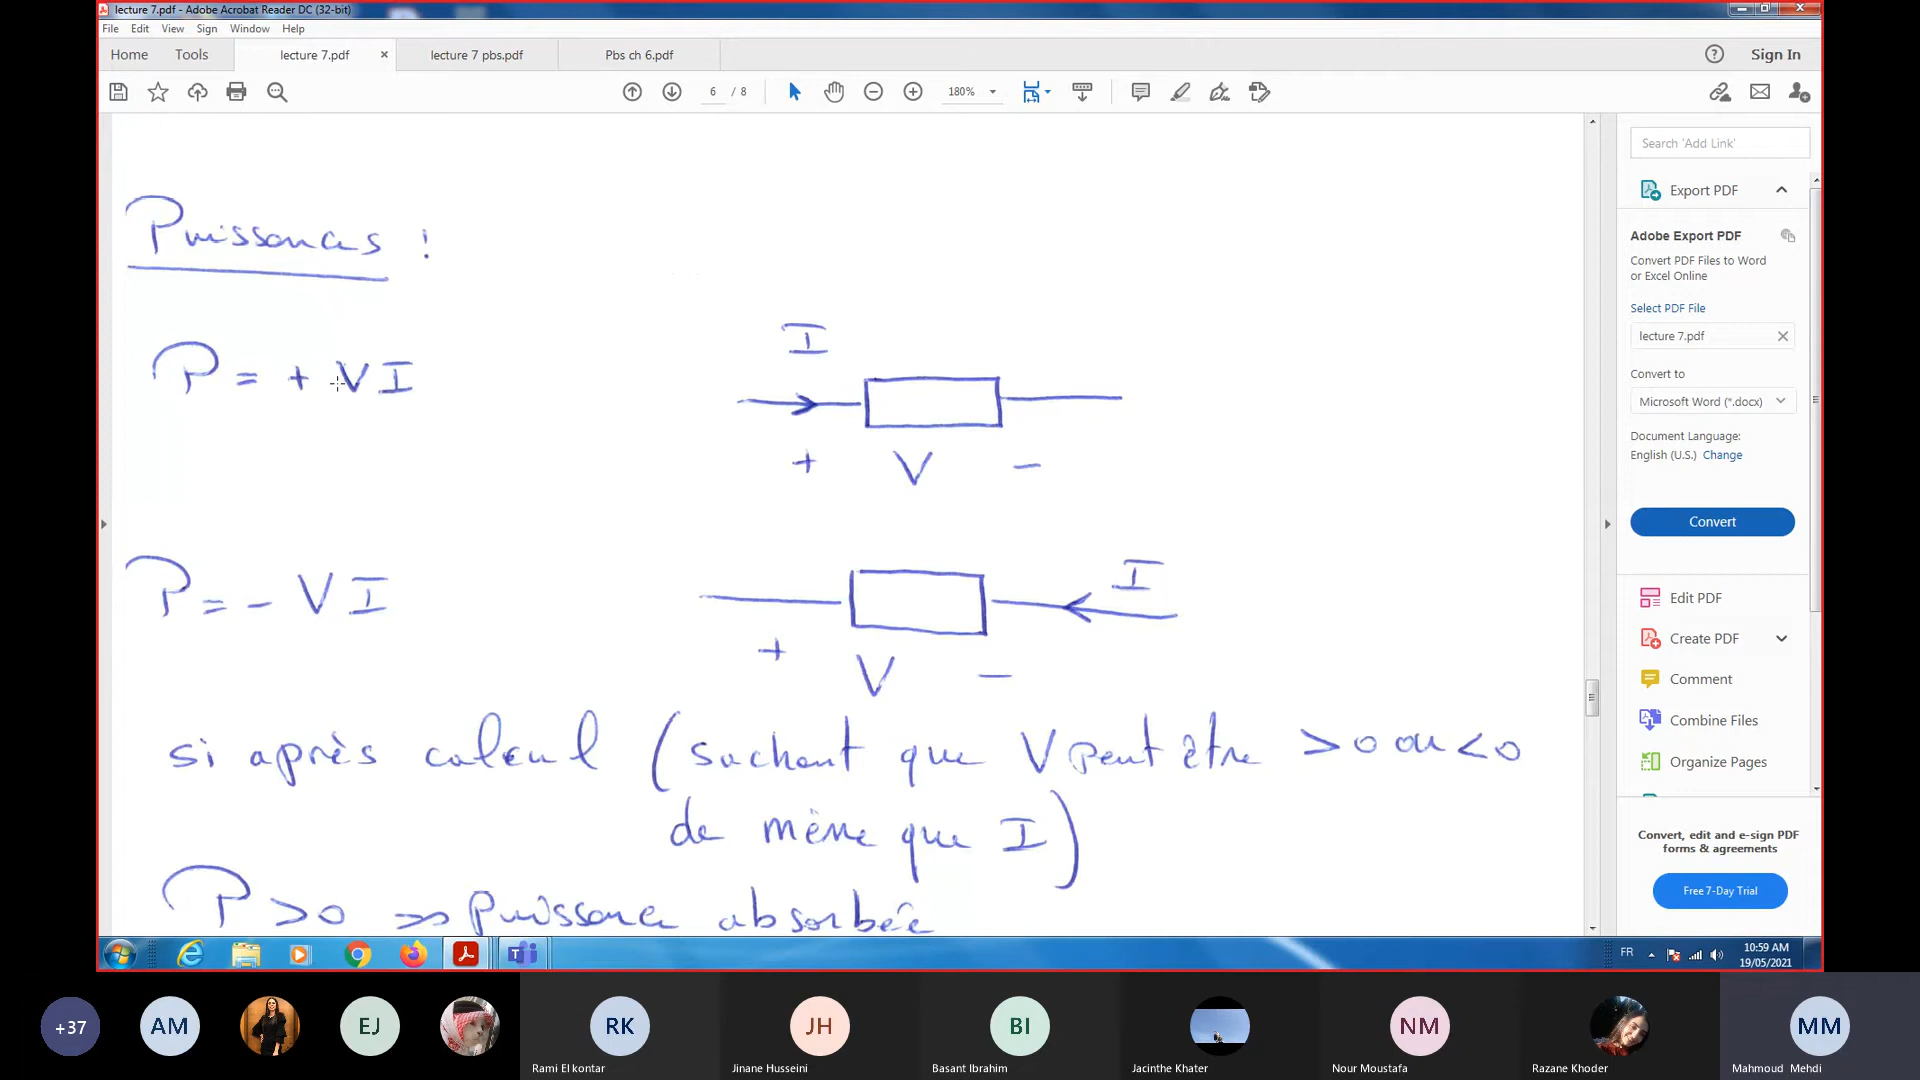 lecture 7.pdf - Adobe Acrobat Reader DC (32-bit)
File Edit View Sign Window Help
Home Tools lecture 7.pdf × lecture 7 pbs.pdf Pbs ch 6.pdf Sign In
6 / 8 180%
Search 'Add Link'
Export PDF
Adobe Export PDF
Convert PDF Files to Word
or Excel Online
Select PDF File
lecture 7.pdf
Convert to
Microsoft Word (*.docx)
Document Language:
English (U.S.) Change
Convert
Edit PDF
Create PDF
Comment
Combine Files
Organize Pages
Convert, edit and e-sign PDF
forms & agreements
Free 7-Day Trial
Puissances :
I
P = + V I
+ V -
I
P = - V I
+ V -
si après calcul (sachant que V peut être > 0 ou < 0
de même que I)
P > 0 => Puissance absorbée
FR 10:59 AM
19/05/2021
+37 AM EJ RK JH BI NM MM
Rami El kontar Jinane Husseini Basant Ibrahim Jacinthe Khater Nour Moustafa Razane Khoder Mahmoud Mehdi